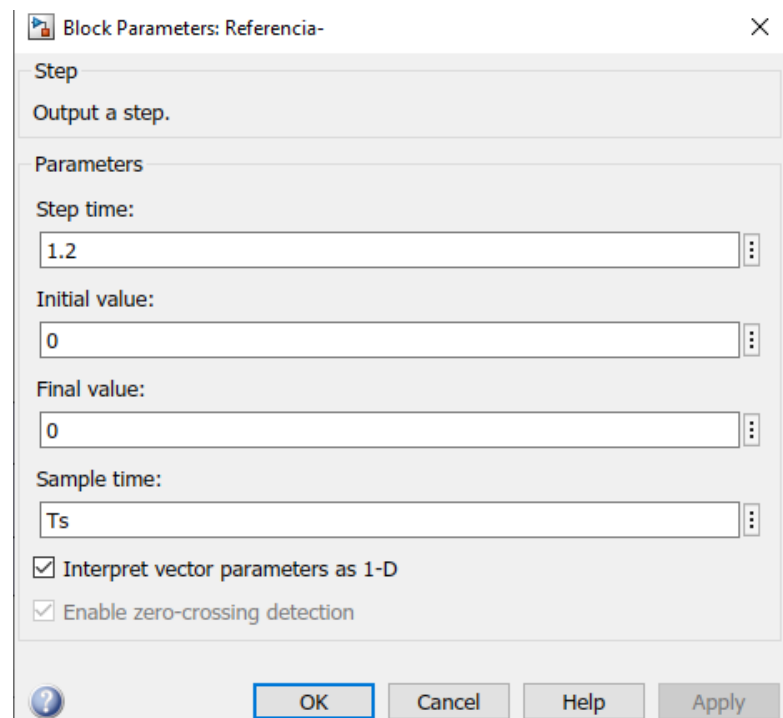 Block Parameters: Referencia-
Step
Output a step.
Parameters
Step time:
1.2
Initial value:
0
Final value:
0
Sample time:
Ts
Interpret vector parameters as 1-D
Enable zero-crossing detection
OK Cancel Help Apply